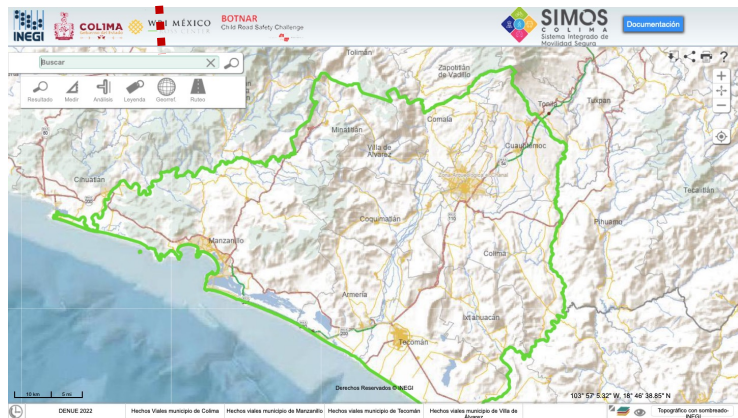 INEGI
COLIMA
MÉXICO
BOTNAR
Child Road Safety Challenge
SIMOS
COLIMA
Sistema Integrado de
Movilidad Segura
Documentación
Buscar
Resultado
Medir
Análisis
Leyenda
Georref.
Ruteo
Tolimán
Zapotitlán
de Vadillo
Tonila
Tuxpan
Comala
Minatitlán
Cuauhtémoc
Villa de
Álvarez
Cihuatlán
Tecalitlán
Coquimatlán
Pihuamo
Manzanillo
Colima
Armería
Ixtlahuacán
Tecomán
Derechos Reservados © INEGI
10 km
5 mi
103° 57' 5.32" W, 18° 46' 38.85" N
DENUE 2022
Hechos Viales municipio de Colima
Hechos viales municipio de Manzanillo
Hechos viales municipio de Tecomán
Hechos viales municipio de Villa de
Álvarez
Topográfico con sombreado-
INEGI